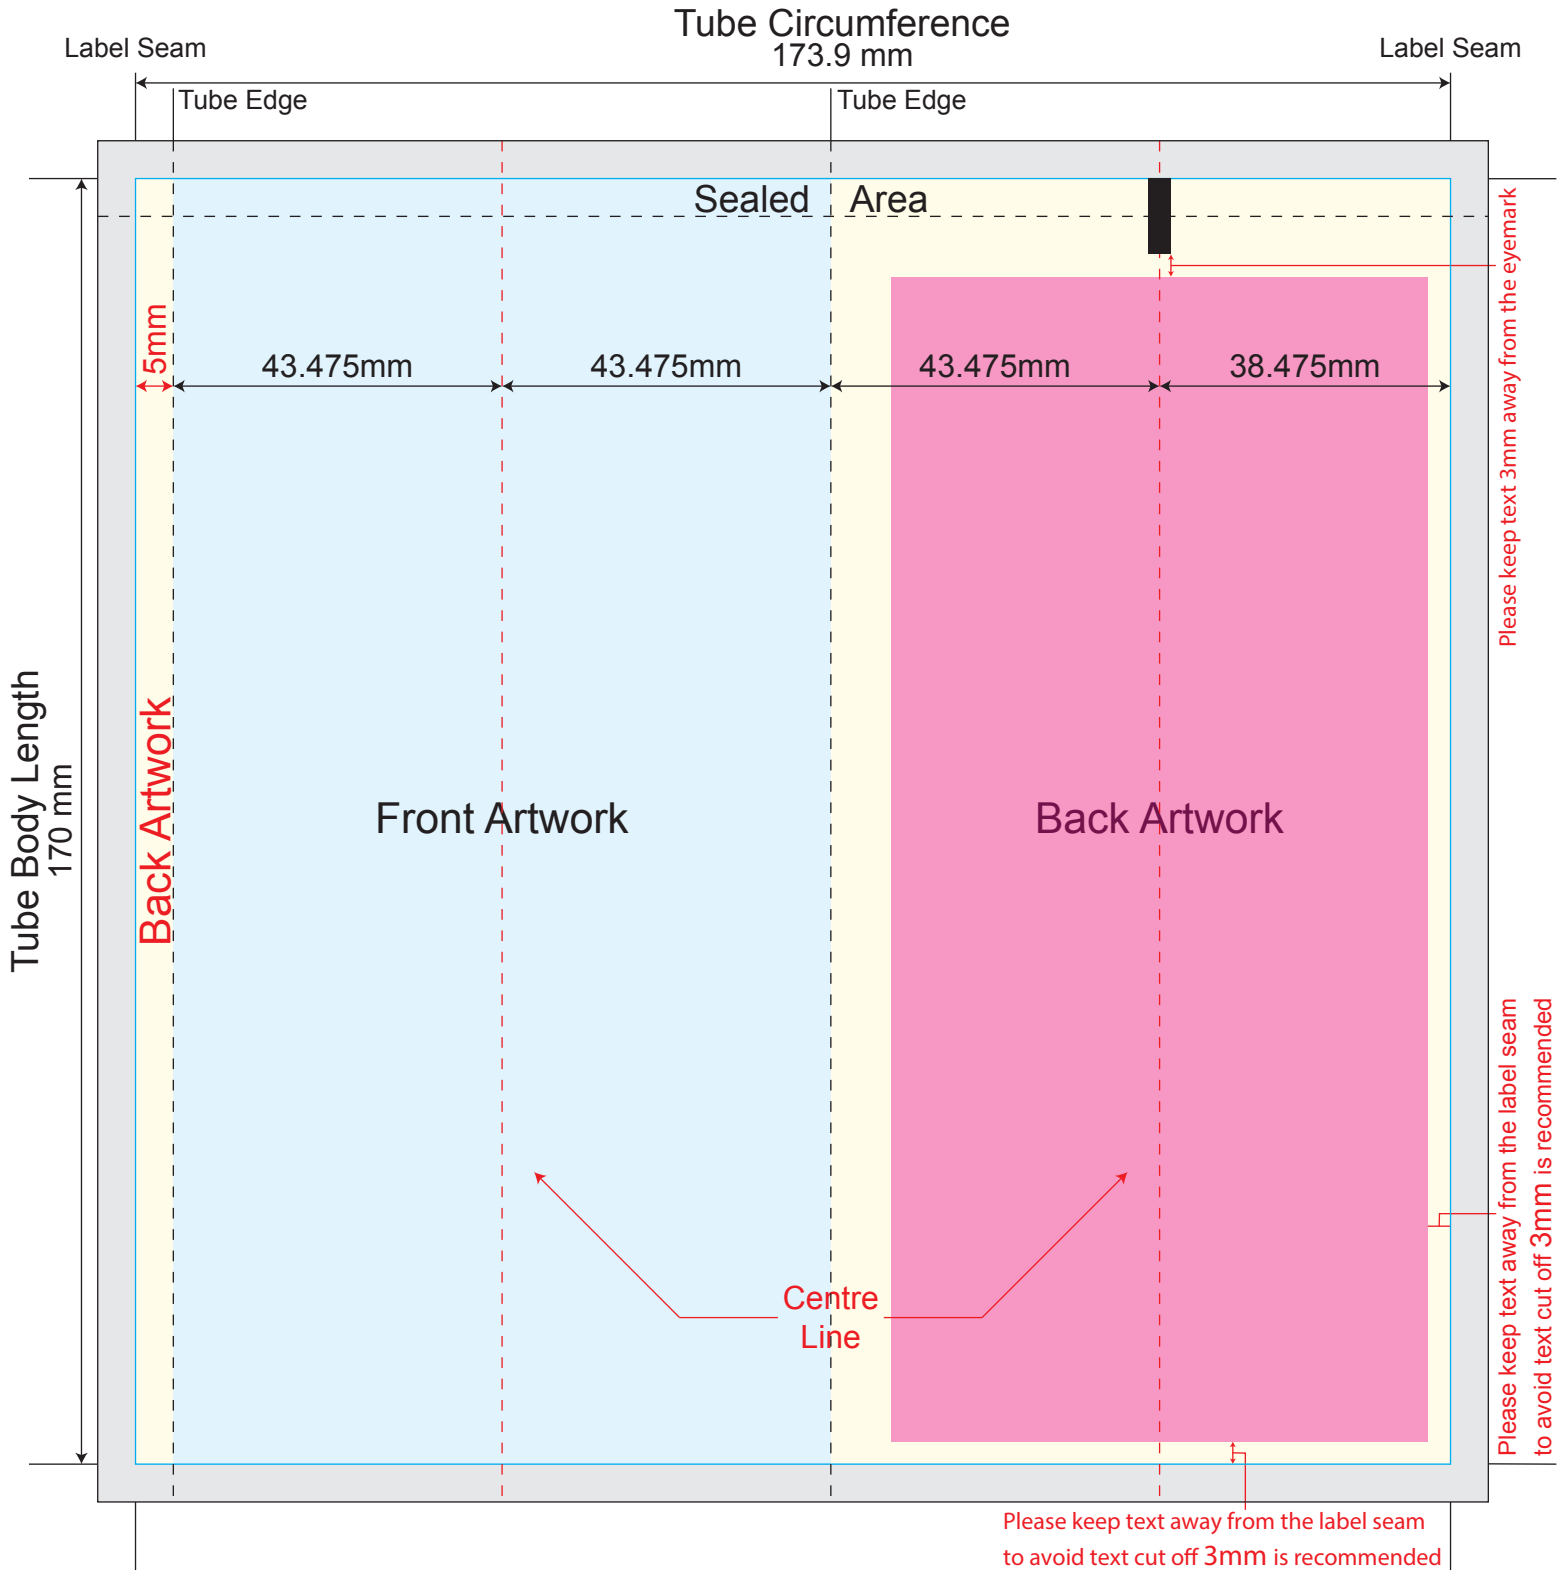 Tube Circumference
173.9 mm
Label Seam
Label Seam
Tube Edge
Tube Edge
Sealed Area
5mm
43.475mm
43.475mm
43.475mm
38.475mm
Please keep text 3mm away from the eyemark
Tube Body Length
170 mm
Back Artwork
Front Artwork
Back Artwork
Centre
Line
Please keep text away from the label seam
to avoid text cut off 3mm is recommended
Please keep text away from the label seam
to avoid text cut off 3mm is recommended